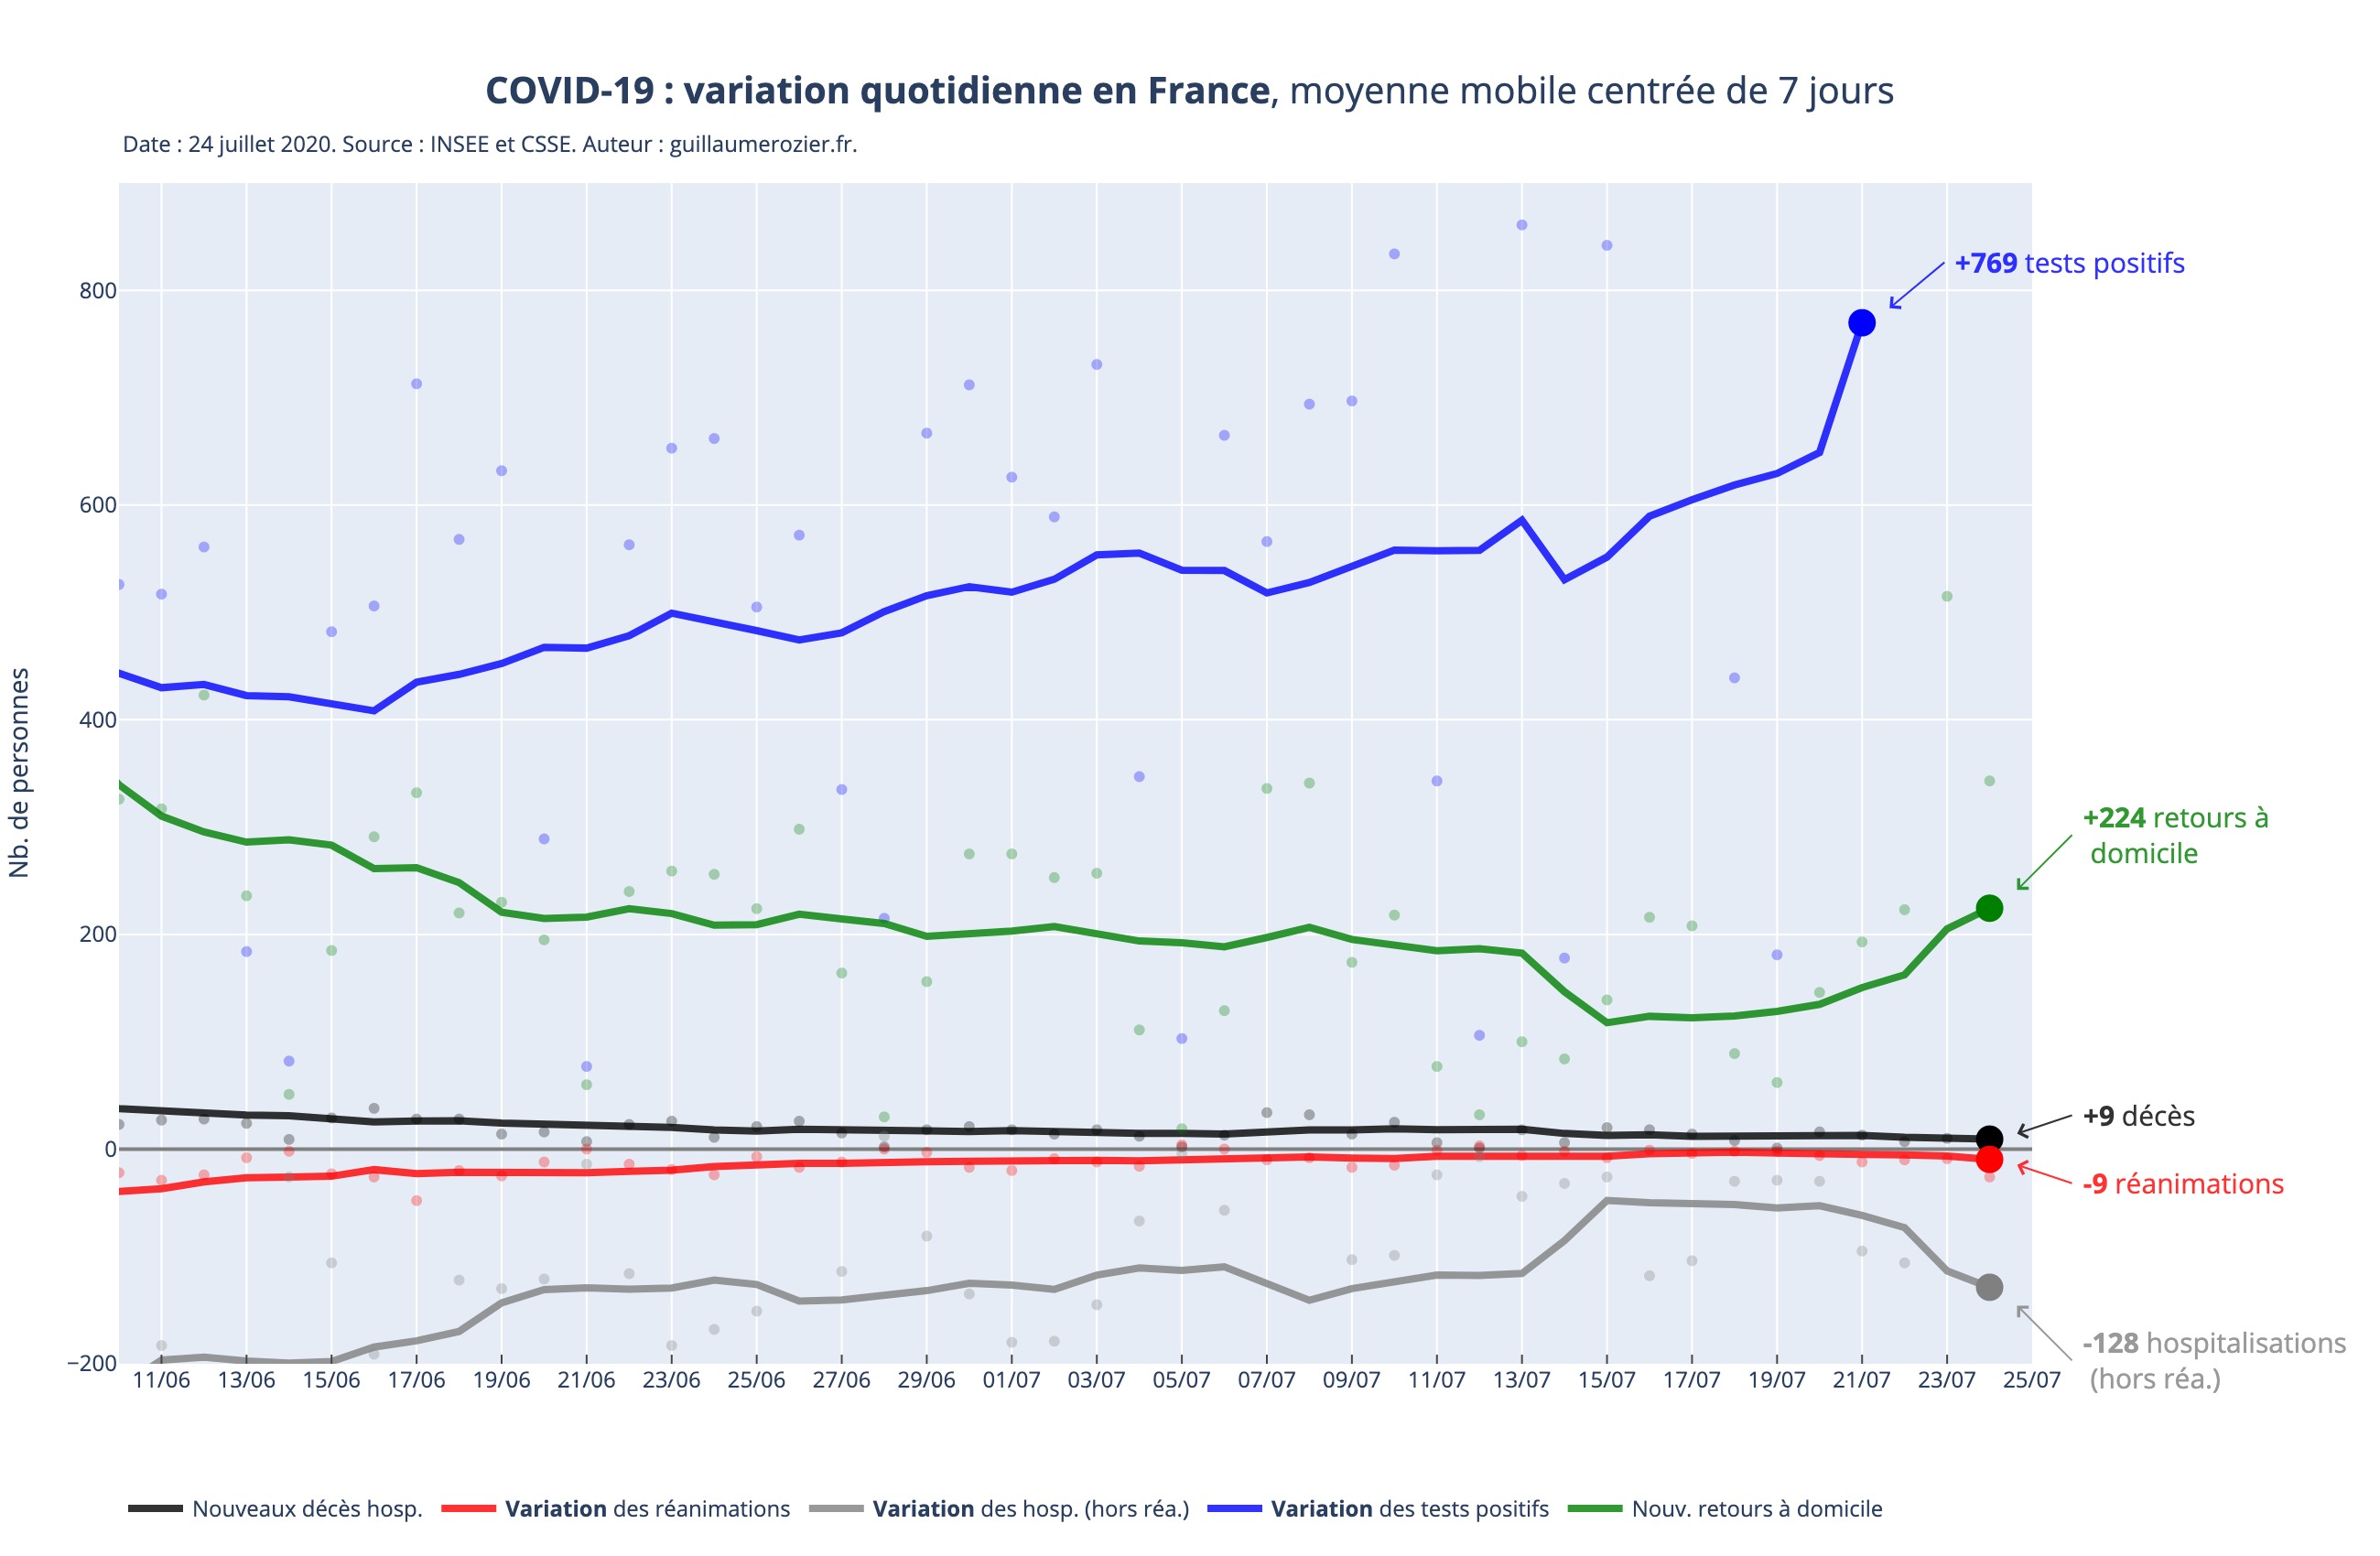 COVID-19 : variation quotidienne en France, moyenne mobile centrée de 7 jours
Date : 24 juillet 2020. Source : INSEE et CSSE. Auteur : guillaumerozier.fr.
Nb. de personnes
800
600
400
200
0
−200
+769 tests positifs
+224 retours à
domicile
+9 décès
-9 réanimations
-128 hospitalisations
(hors réa.)
11/06 13/06 15/06 17/06 19/06 21/06 23/06 25/06 27/06 29/06 01/07 03/07 05/07 07/07 09/07 11/07 13/07 15/07 17/07 19/07 21/07 23/07 25/07
Nouveaux décès hosp. Variation des réanimations Variation des hosp. (hors réa.) Variation des tests positifs Nouv. retours à domicile